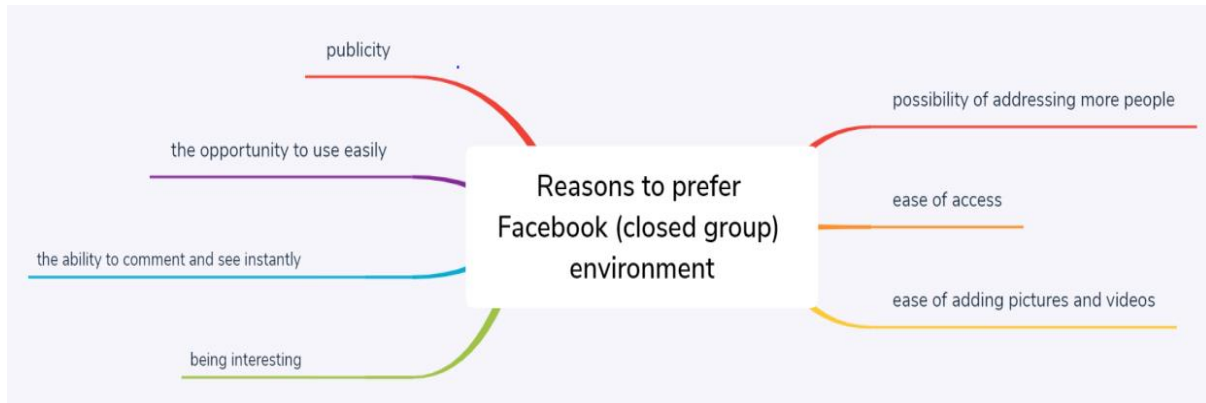 publicity
the opportunity to use easily
the ability to comment and see instantly
being interesting
Reasons to prefer
Facebook (closed group)
environment
possibility of addressing more people
ease of access
ease of adding pictures and videos